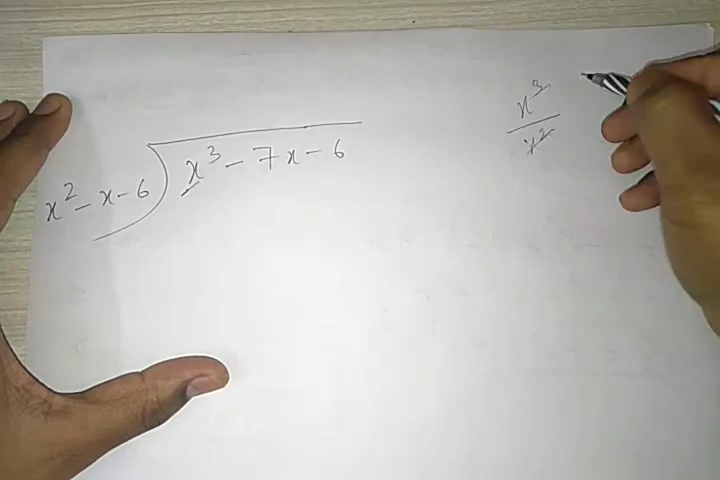 x² - x - 6 ) x³ - 7x - 6
x³
x²